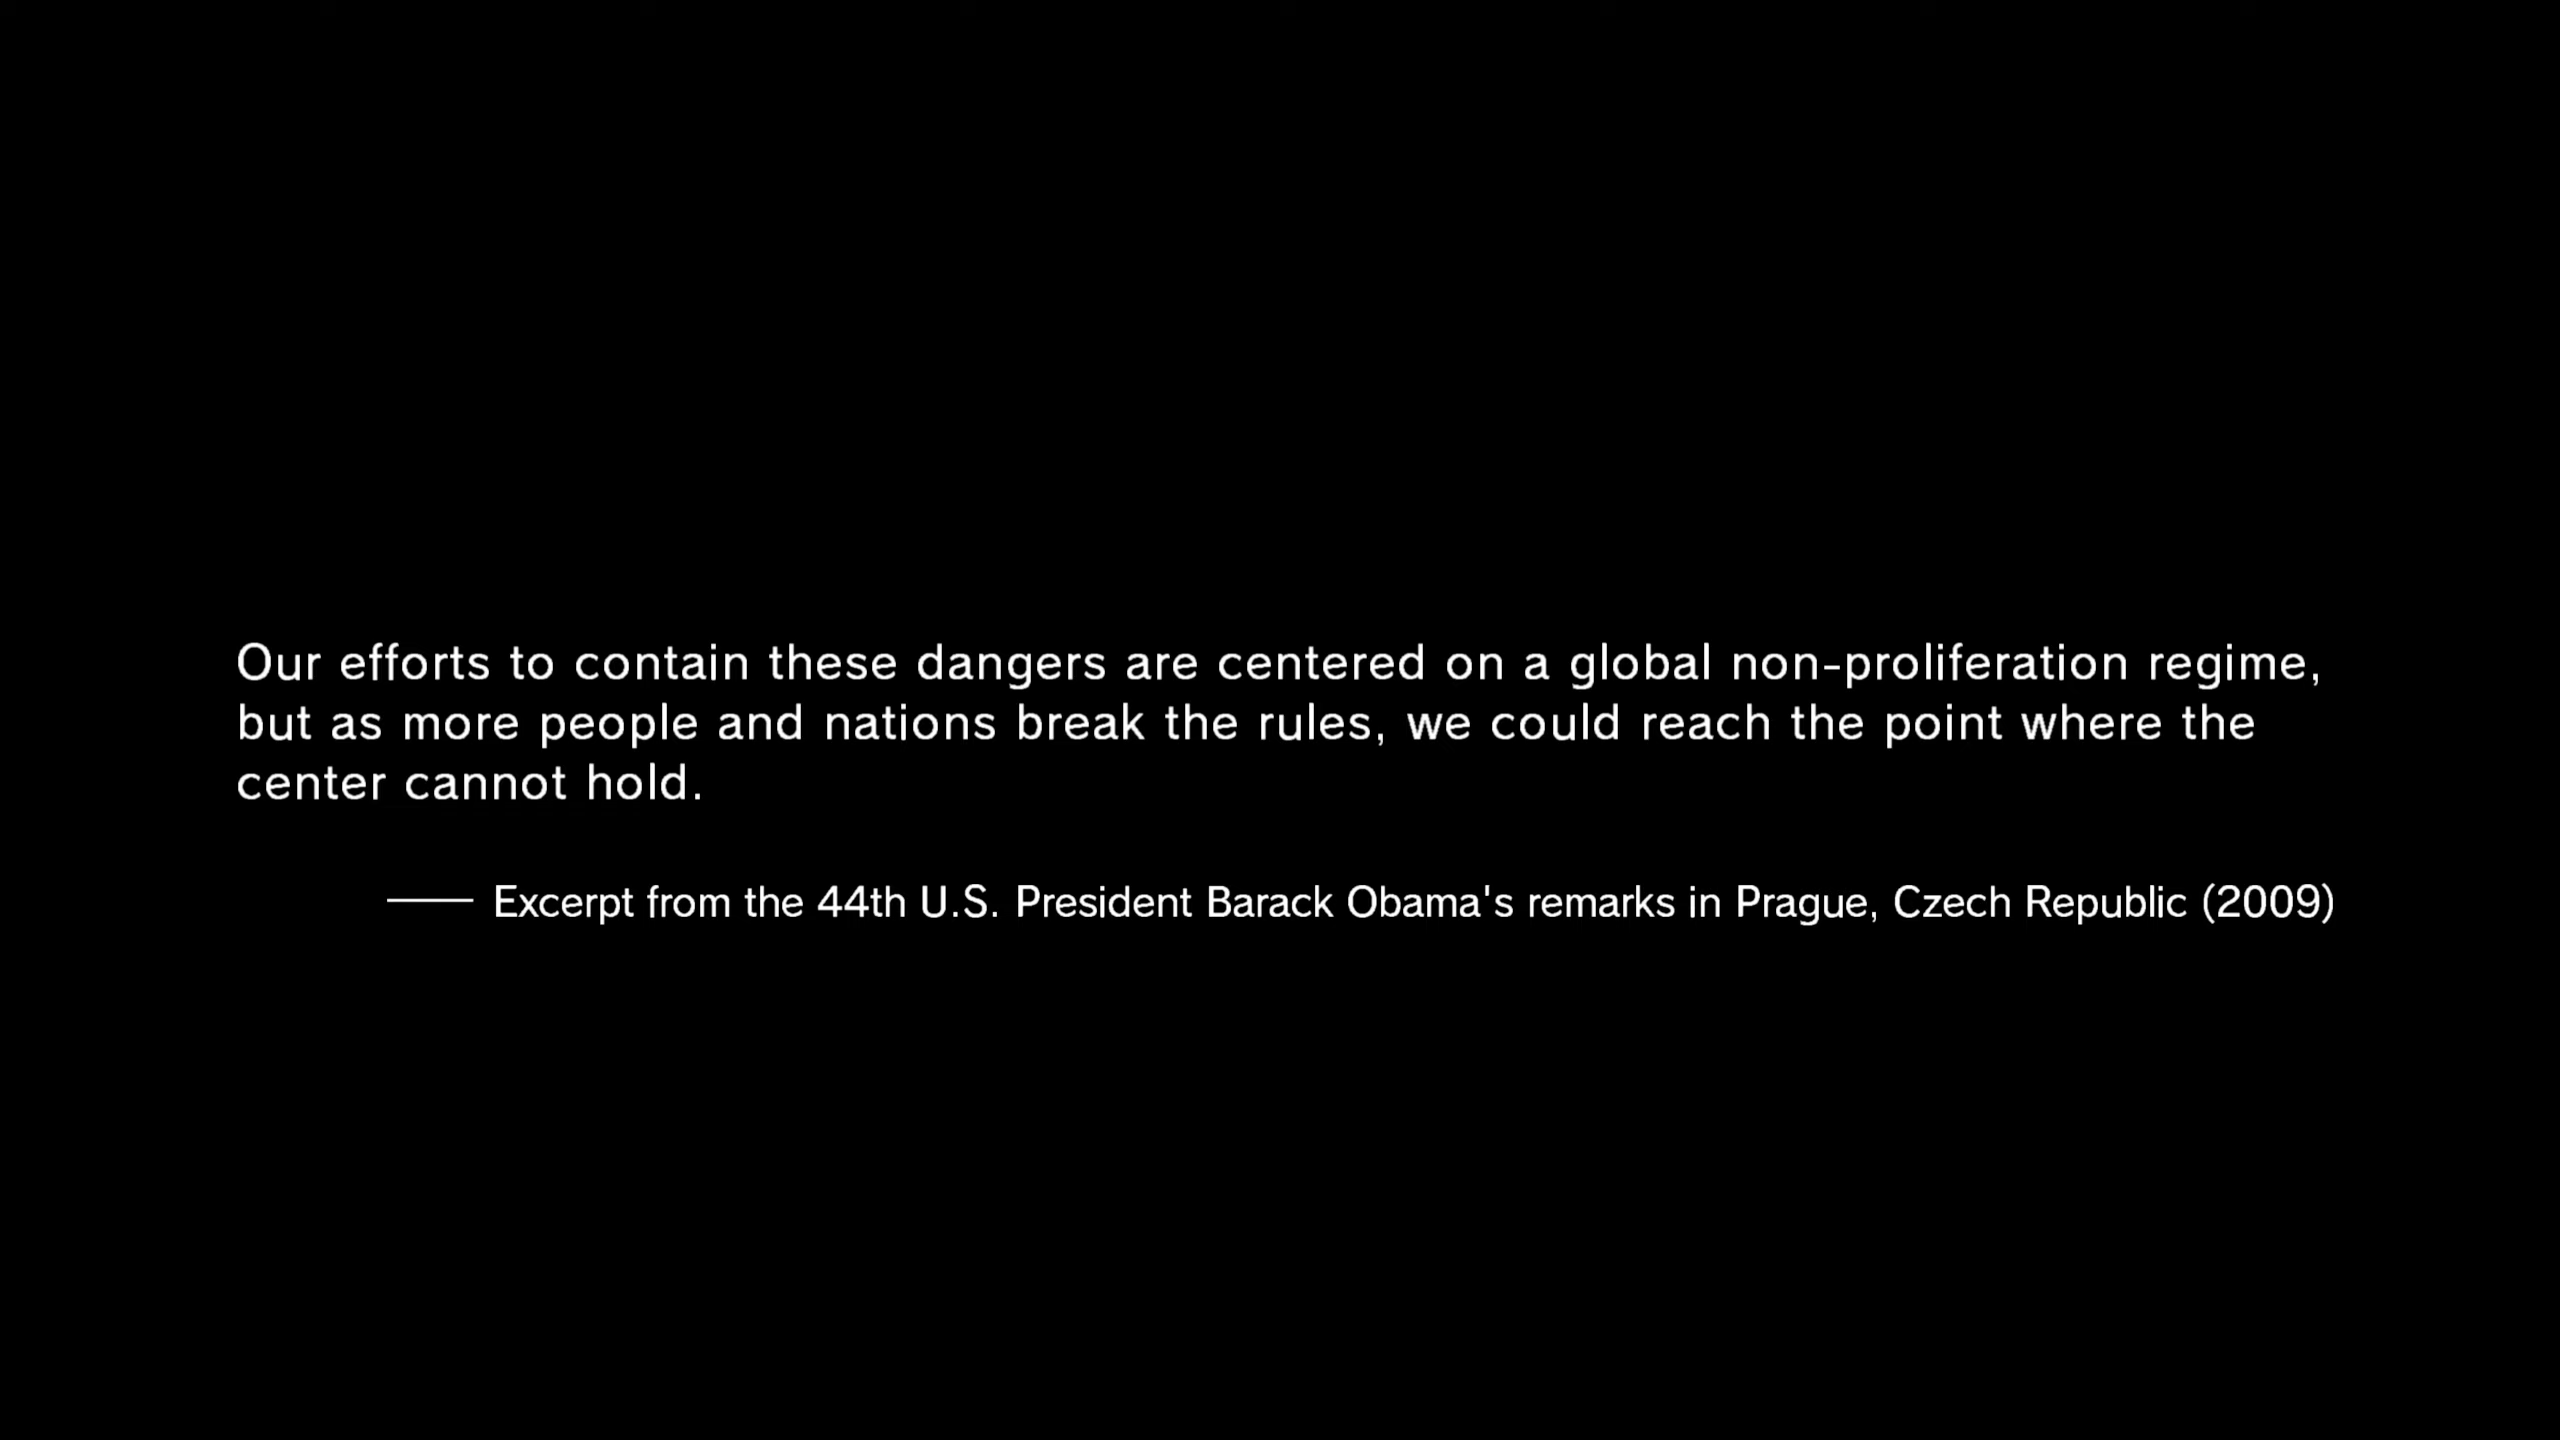 Our efforts to contain these dangers are centered on a global non-proliferation regime,
but as more people and nations break the rules, we could reach the point where the
center cannot hold.
—— Excerpt from the 44th U.S. President Barack Obama's remarks in Prague, Czech Republic (2009)